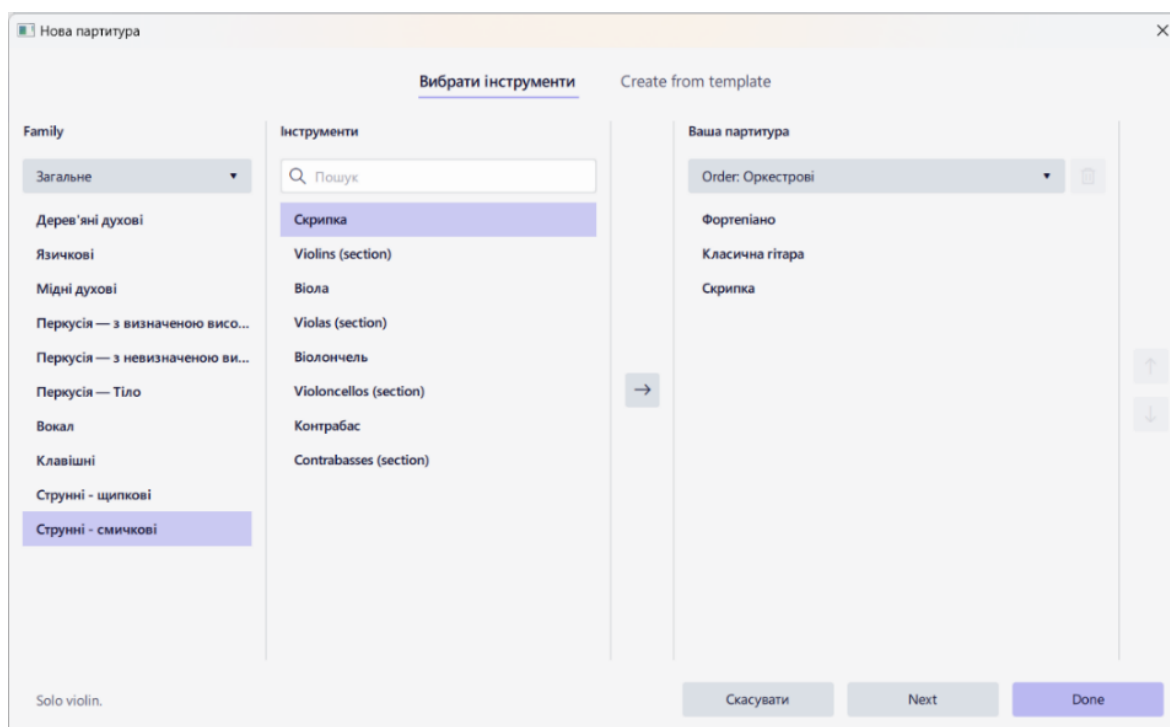 Нова партитура
Вибрати інструменти
Create from template
Family
Загальне
Дерев'яні духові
Язичкові
Мідні духові
Перкусія — з визначеною висо...
Перкусія — з невизначеною ви...
Перкусія — Тіло
Вокал
Клавішні
Струнні - щипкові
Струнні - смичкові
Інструменти
Пошук
Скрипка
Violins (section)
Віола
Violas (section)
Віолончель
Violoncellos (section)
Контрабас
Contrabasses (section)
Ваша партитура
Order: Оркестрові
Фортепіано
Класична гітара
Скрипка
Solo violin.
Скасувати
Next
Done